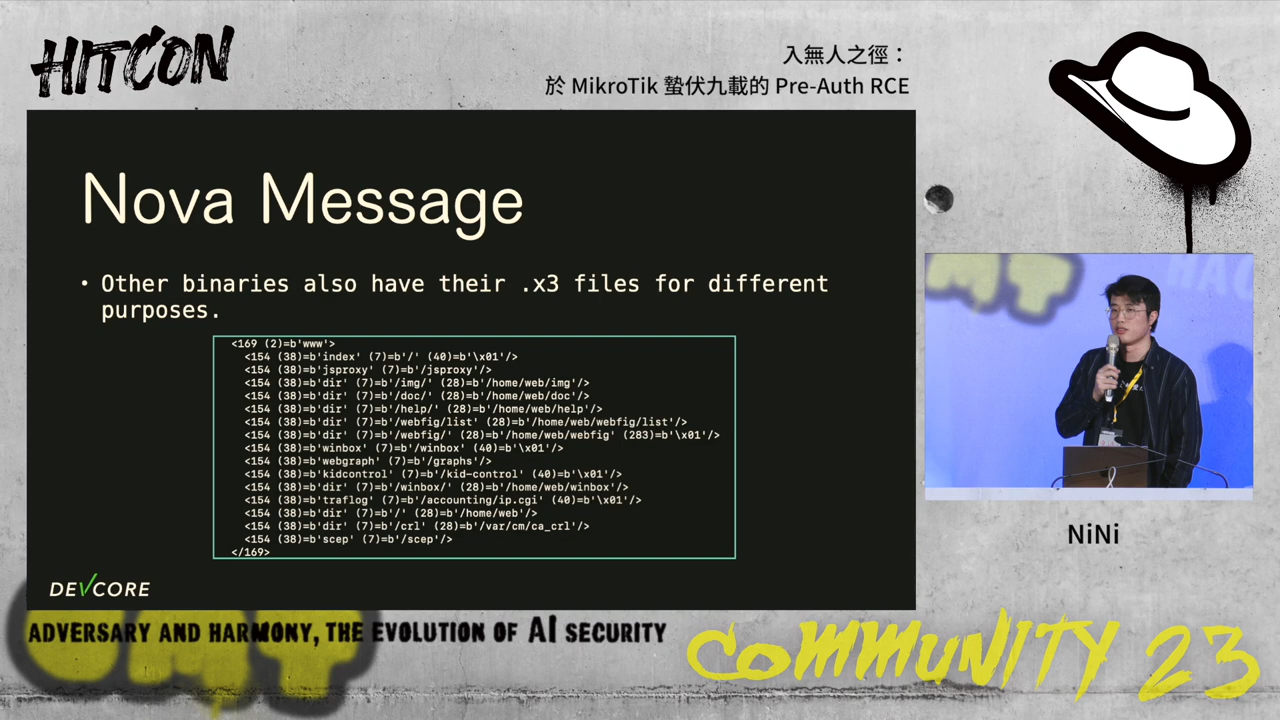 HITCON
入無人之徑：
於 MikroTik 蟄伏九載的 Pre-Auth RCE
Nova Message
• Other binaries also have their .x3 files for different
purposes.
<169 (2)=b'www'>
<154 (38)=b'index' (7)=b'/' (40)=b'\x01'/>
<154 (38)=b'jsproxy' (7)=b'/jsproxy'/>
<154 (38)=b'dir' (7)=b'/img/' (28)=b'/home/web/img'/>
<154 (38)=b'dir' (7)=b'/doc/' (28)=b'/home/web/doc'/>
<154 (38)=b'dir' (7)=b'/help/' (28)=b'/home/web/help'/>
<154 (38)=b'dir' (7)=b'/webfig/list' (28)=b'/home/web/webfig/list'/>
<154 (38)=b'dir' (7)=b'/webfig/' (28)=b'/home/web/webfig' (283)=b'\x01'/>
<154 (38)=b'winbox' (7)=b'/winbox' (40)=b'\x01'/>
<154 (38)=b'webgraph' (7)=b'/graphs'/>
<154 (38)=b'kidcontrol' (7)=b'/kid-control' (40)=b'\x01'/>
<154 (38)=b'dir' (7)=b'/winbox/' (28)=b'/home/web/winbox'/>
<154 (38)=b'traflog' (7)=b'/accounting/ip.cgi' (40)=b'\x01'/>
<154 (38)=b'dir' (7)=b'/' (28)=b'/home/web'/>
<154 (38)=b'dir' (7)=b'/crl' (28)=b'/var/cm/ca_crl'/>
<154 (38)=b'scep' (7)=b'/scep'/>
</169>
DEVCORE
NiNi
ADVERSARY AND HARMONY, THE EVOLUTION OF AI SECURITY
COMMUNITY 23